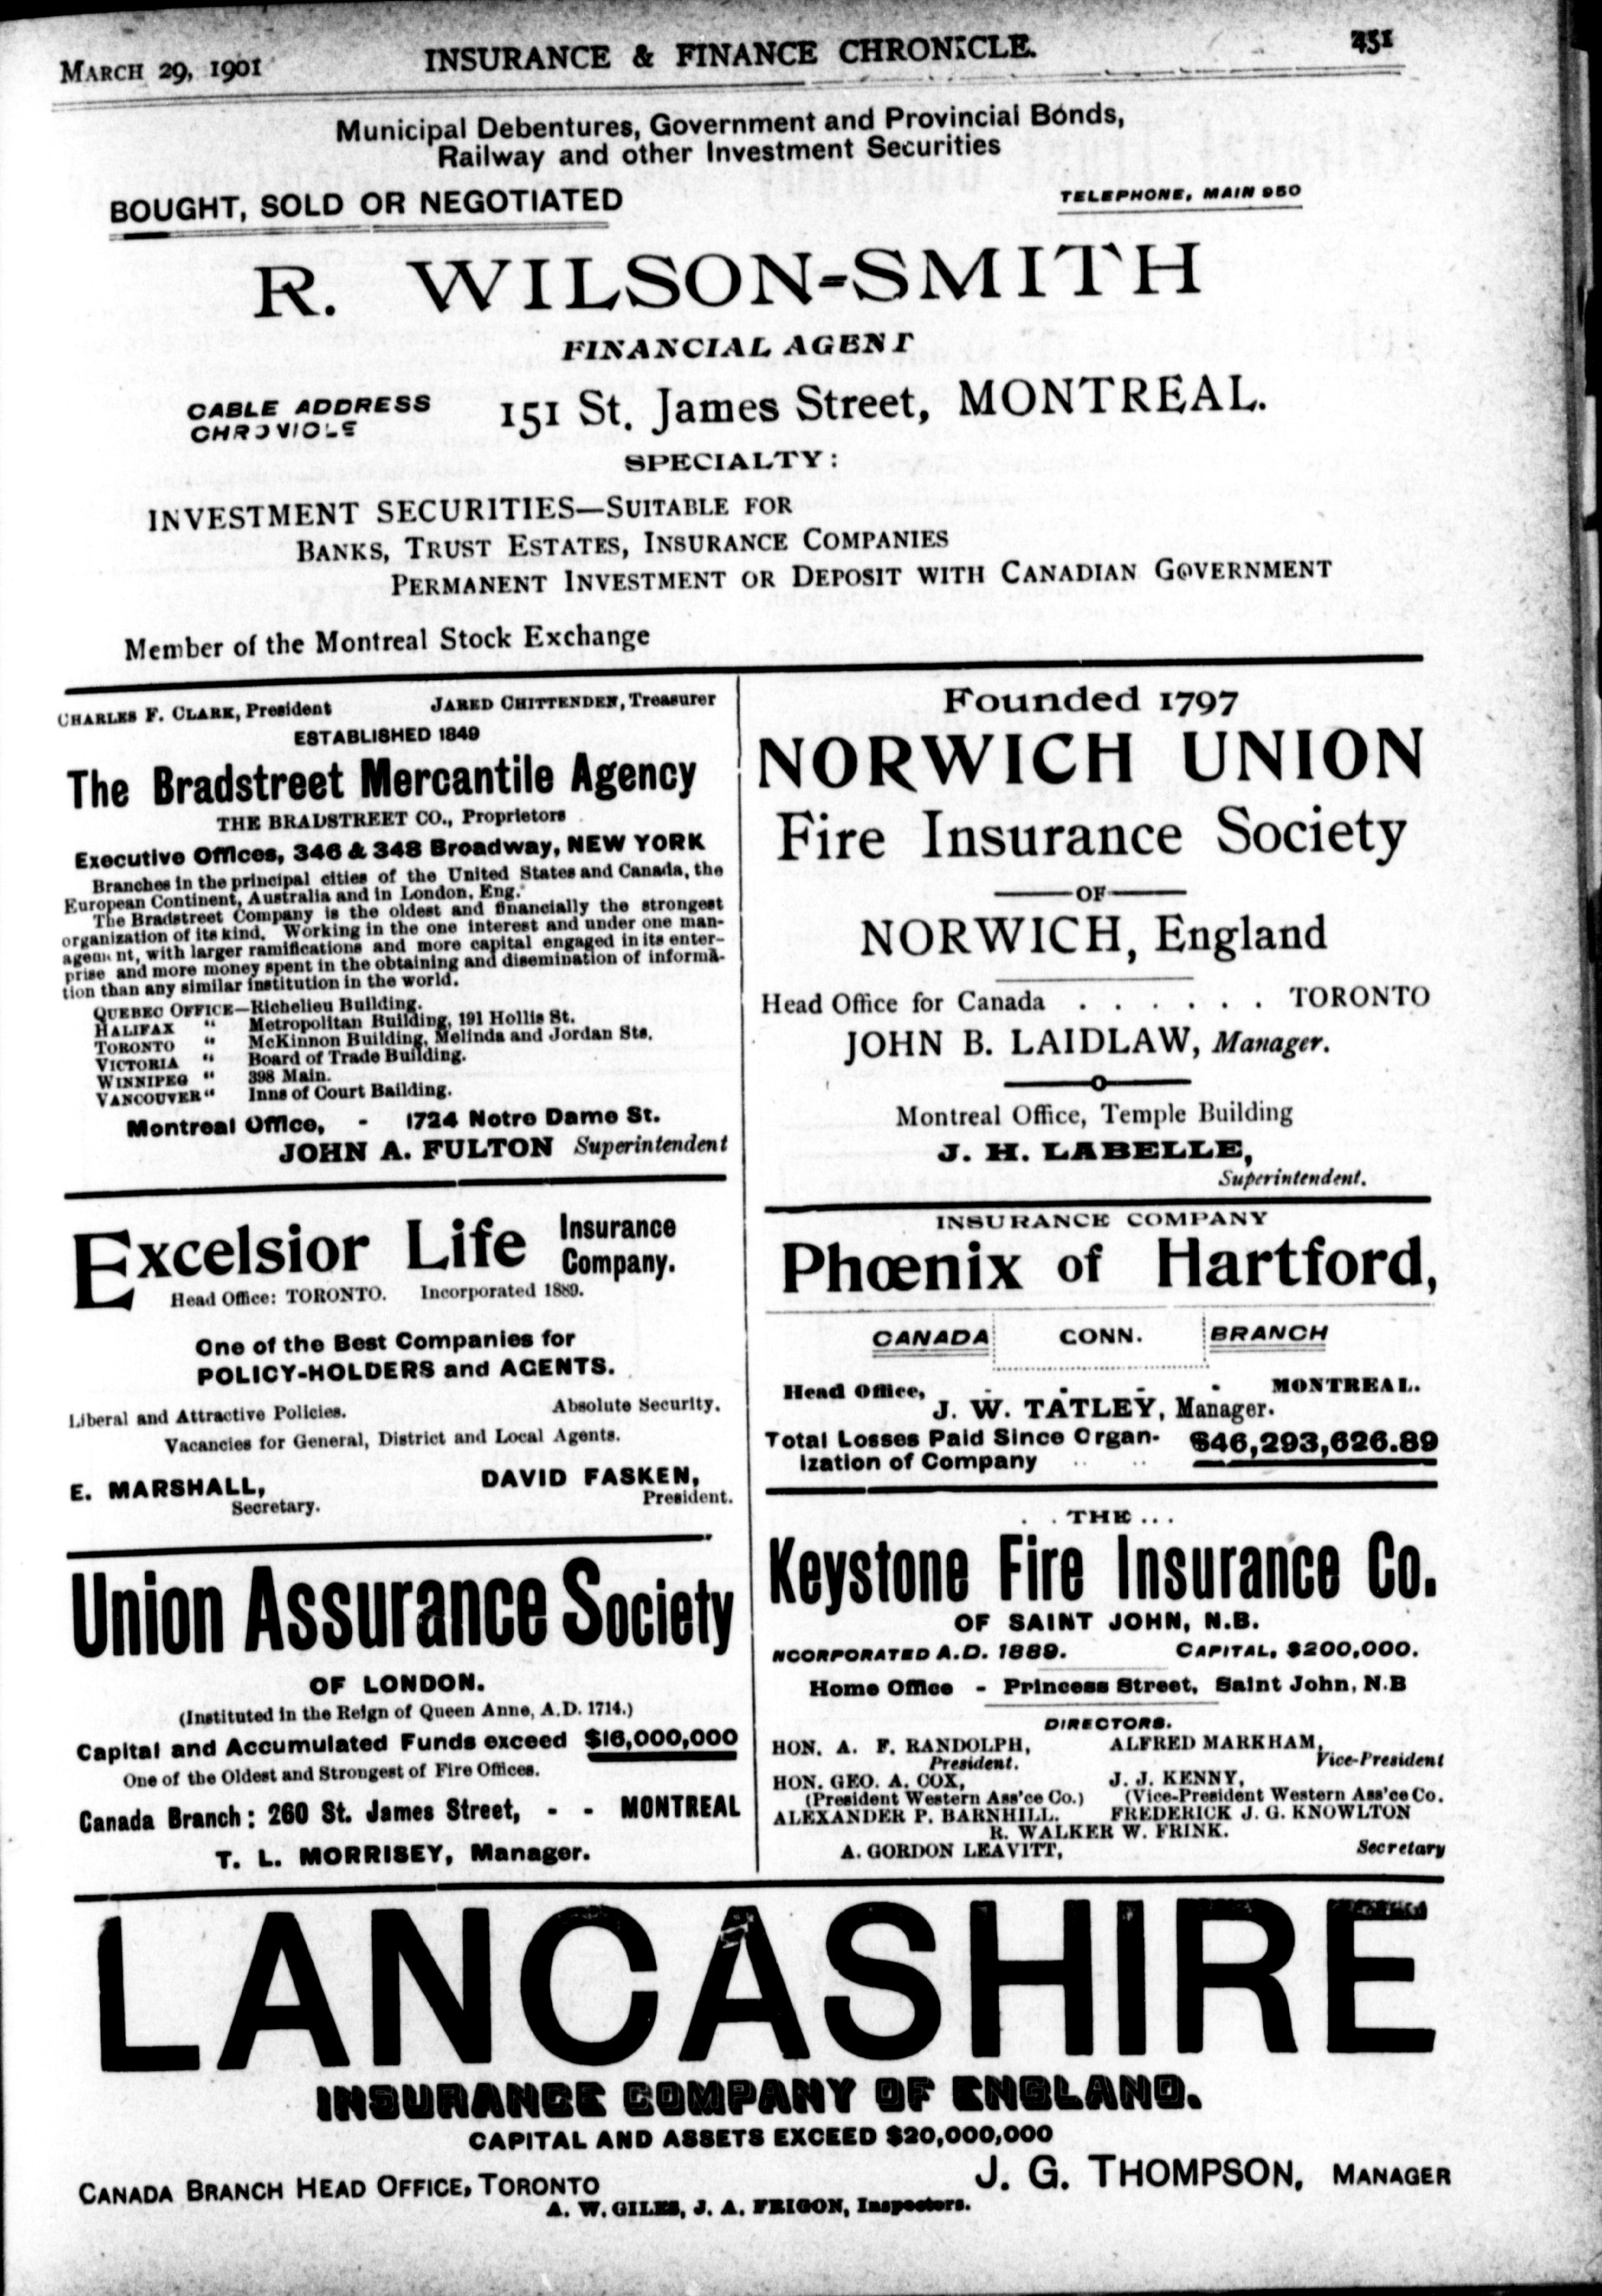 MARCH 29, 1901 INSURANCE & FINANCE CHRONICLE. 451
Municipal Debentures, Government and Provincial Bonds,
Railway and other Investment Securities
BOUGHT, SOLD OR NEGOTIATED TELEPHONE, MAIN 950
R. WILSON-SMITH
FINANCIAL AGENT
CABLE ADDRESS
CHRONICLE
151 St. James Street, MONTREAL.
SPECIALTY:
INVESTMENT SECURITIES—SUITABLE FOR
BANKS, TRUST ESTATES, INSURANCE COMPANIES
PERMANENT INVESTMENT OR DEPOSIT WITH CANADIAN GOVERNMENT
Member of the Montreal Stock Exchange
CHARLES F. CLARK, President JARED CHITTENDEN, Treasurer
ESTABLISHED 1849
The Bradstreet Mercantile Agency
THE BRADSTREET CO., Proprietors
Executive Offices, 346 & 348 Broadway, NEW YORK
Branches in the principal cities of the United States and Canada, the
European Continent, Australia and in London, Eng.
The Bradstreet Company is the oldest and financially the strongest
organization of its kind. Working in the one interest and under one man-
agem nt, with larger ramifications and more capital engaged in its enter-
prise and more money spent in the obtaining and disemination of informa-
tion than any similar institution in the world.
QUEBEC OFFICE—Richelieu Building.
HALIFAX " Metropolitan Building, 191 Hollis St.
TORONTO " McKinnon Building, Melinda and Jordan Sts.
VICTORIA " Board of Trade Building.
WINNIPEG " 398 Main.
VANCOUVER " Inns of Court Building.
Montreal Office, - 1724 Notre Dame St.
JOHN A. FULTON Superintendent
Excelsior Life Insurance
Company.
Head Office: TORONTO. Incorporated 1889.
One of the Best Companies for
POLICY-HOLDERS and AGENTS.
Liberal and Attractive Policies. Absolute Security.
Vacancies for General, District and Local Agents.
E. MARSHALL, DAVID FASKEN,
Secretary. President.
Union Assurance Society
OF LONDON.
(Instituted in the Reign of Queen Anne, A.D. 1714.)
Capital and Accumulated Funds exceed $16,000,000
One of the Oldest and Strongest of Fire Offices.
Canada Branch: 260 St. James Street, - - MONTREAL
T. L. MORRISEY, Manager.
Founded 1797
NORWICH UNION
Fire Insurance Society
OF
NORWICH, England
Head Office for Canada . . . . . . TORONTO
JOHN B. LAIDLAW, Manager.
Montreal Office, Temple Building
J. H. LABELLE,
Superintendent.
INSURANCE COMPANY
Phœnix of Hartford,
CANADA CONN. BRANCH
Head Office, - - - - MONTREAL.
J. W. TATLEY, Manager.
Total Losses Paid Since Organ-
ization of Company $46,293,626.89
. . THE ...
Keystone Fire Insurance Co.
OF SAINT JOHN, N.B.
NCORPORATED A.D. 1889. CAPITAL, $200,000.
Home Office - Princess Street, Saint John, N.B
DIRECTORS.
HON. A. F. RANDOLPH, ALFRED MARKHAM,
President. Vice-President
HON. GEO. A. COX, J. J. KENNY,
(President Western Ass'ce Co.) (Vice-President Western Ass'ce Co.
ALEXANDER P. BARNHILL. FREDERICK J. G. KNOWLTON
R. WALKER W. FRINK.
A. GORDON LEAVITT, Secretary
LANCASHIRE
INSURANCE COMPANY OF ENGLAND.
CAPITAL AND ASSETS EXCEED $20,000,000
CANADA BRANCH HEAD OFFICE, TORONTO J. G. THOMPSON, MANAGER
A. W. GILES, J. A. FRIGON, Inspectors.